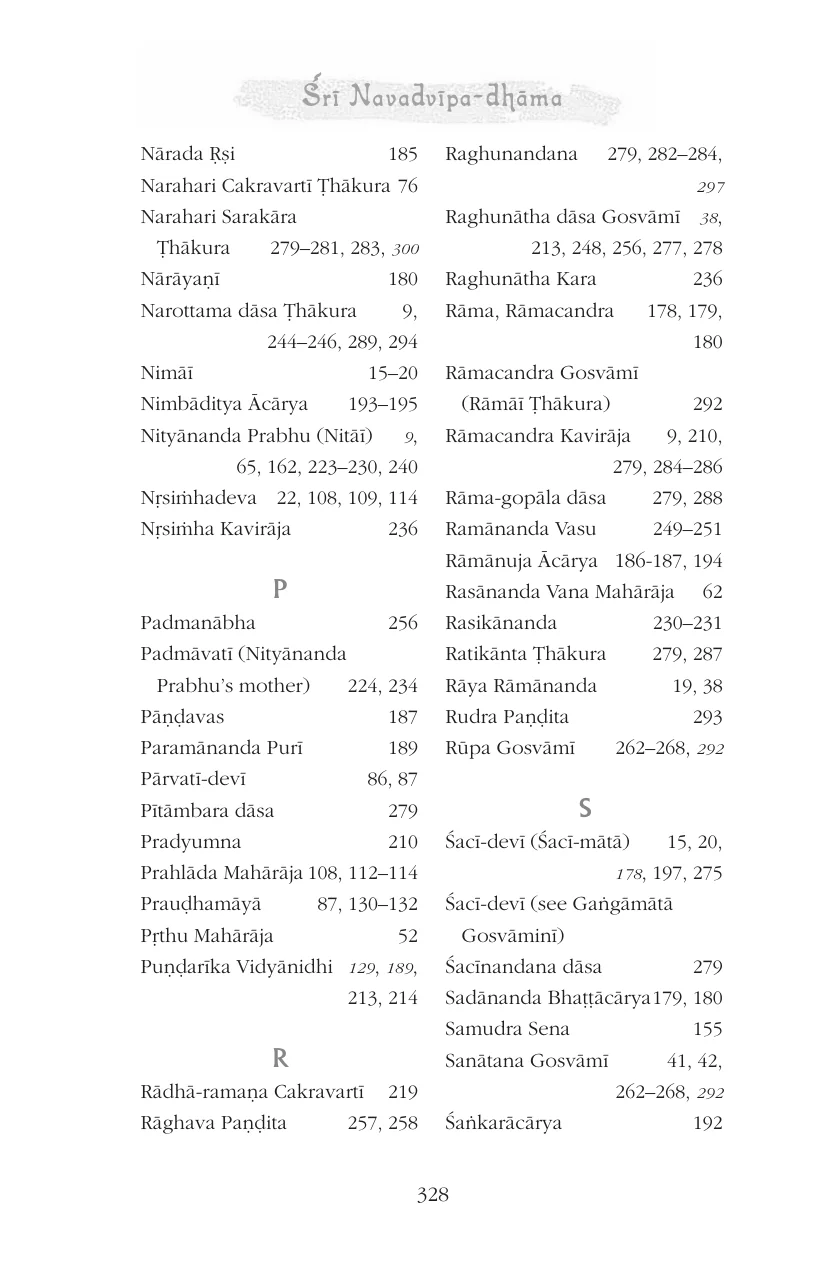 Śrī Navadvīpa-dhāma
Nārada Ṛṣi 185
Narahari Cakravartī Ṭhākura 76
Narahari Sarakāra
Ṭhākura 279–281, 283, 300
Nārāyaṇī 180
Narottama dāsa Ṭhākura 9,
244–246, 289, 294
Nimāī 15–20
Nimbāditya Ācārya 193–195
Nityānanda Prabhu (Nitāī) 9,
65, 162, 223–230, 240
Nṛsiṁhadeva 22, 108, 109, 114
Nṛsiṁha Kavirāja 236
P
Padmanābha 256
Padmāvatī (Nityānanda
Prabhu’s mother) 224, 234
Pāṇḍavas 187
Paramānanda Purī 189
Pārvatī-devī 86, 87
Pītāmbara dāsa 279
Pradyumna 210
Prahlāda Mahārāja 108, 112–114
Prauḍhamāyā 87, 130–132
Pṛthu Mahārāja 52
Puṇḍarīka Vidyānidhi 129, 189,
213, 214
R
Rādhā-ramaṇa Cakravartī 219
Rāghava Paṇḍita 257, 258
Raghunandana 279, 282–284,
297
Raghunātha dāsa Gosvāmī 38,
213, 248, 256, 277, 278
Raghunātha Kara 236
Rāma, Rāmacandra 178, 179,
180
Rāmacandra Gosvāmī
(Rāmāī Ṭhākura) 292
Rāmacandra Kavirāja 9, 210,
279, 284–286
Rāma-gopāla dāsa 279, 288
Ramānanda Vasu 249–251
Rāmānuja Ācārya 186-187, 194
Rasānanda Vana Mahārāja 62
Rasikānanda 230–231
Ratikānta Ṭhākura 279, 287
Rāya Rāmānanda 19, 38
Rudra Paṇḍita 293
Rūpa Gosvāmī 262–268, 292
S
Śacī-devī (Śacī-mātā) 15, 20,
178, 197, 275
Śacī-devī (see Gaṅgāmātā
Gosvāminī)
Śacīnandana dāsa 279
Sadānanda Bhaṭṭācārya179, 180
Samudra Sena 155
Sanātana Gosvāmī 41, 42,
262–268, 292
Śaṅkarācārya 192
328